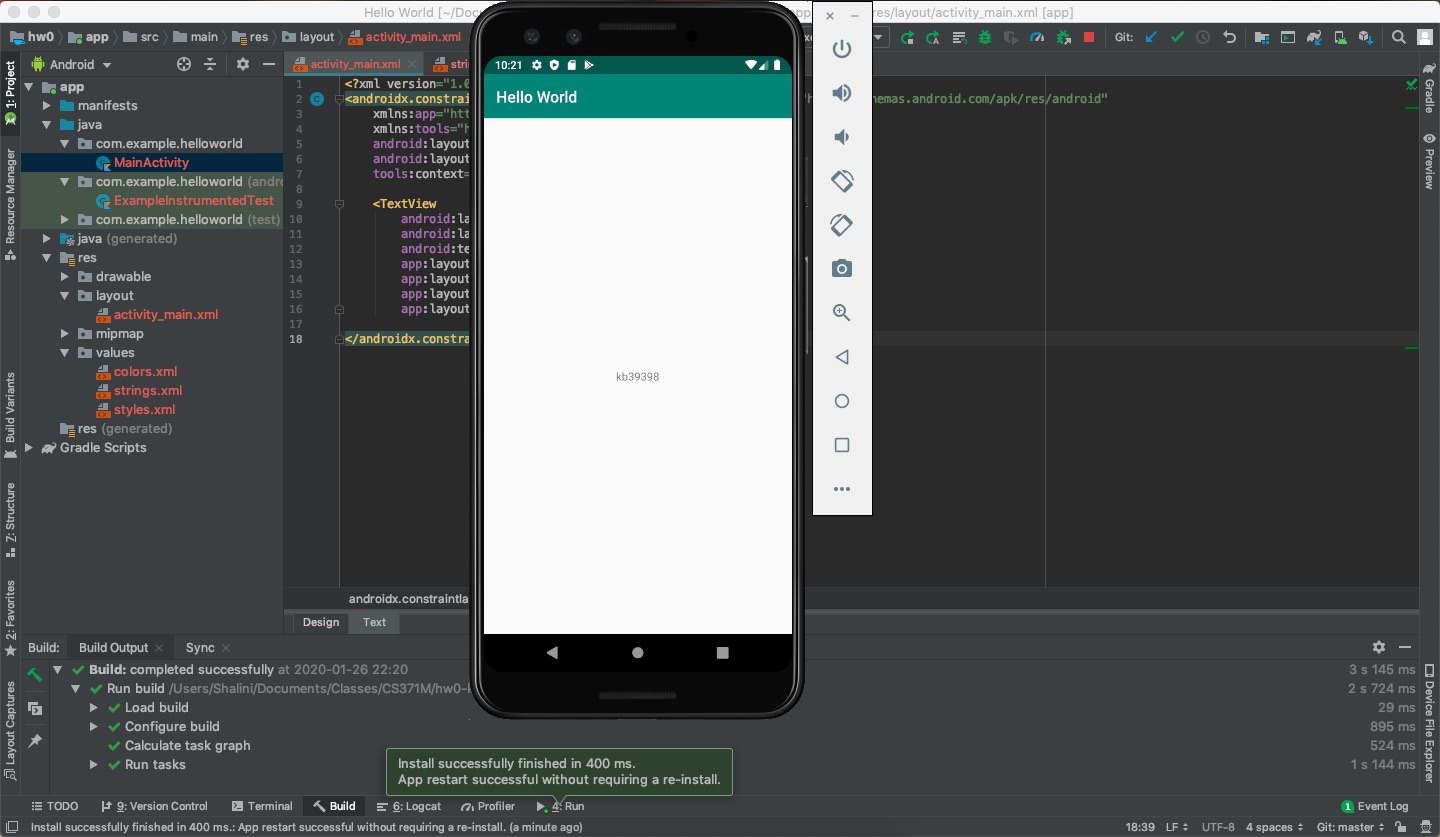 Hello World [~/Docu
app
res/layout/activity_main.xml [app]
hw0 app src main res layout activity_main.xml
Git:
Android
activity_main.xml
strin
1: Project
Resource Manager
Build Variants
Z: Structure
2: Favorites
Layout Captures
app
manifests
java
com.example.helloworld
MainActivity
com.example.helloworld (andro
ExampleInstrumentedTest
com.example.helloworld (test)
java (generated)
res
drawable
layout
activity_main.xml
mipmap
values
colors.xml
strings.xml
styles.xml
res (generated)
Gradle Scripts
1 <?xml version="1.0
2 <androidx.constrai
hemas.android.com/apk/res/android"
3 xmlns:app="htt
4 xmlns:tools="h
5 android:layout
6 android:layout
7 tools:context=
8
9 <TextView
10 android:la
11 android:la
12 android:te
13 app:layout
14 app:layout
15 app:layout
16 app:layout
17
18 </androidx.constra
androidx.constraintla
Design Text
10:21
Hello World
kb39398
Gradle
Preview
Device File Explorer
Build: Build Output Sync
Build: completed successfully at 2020-01-26 22:20 3 s 145 ms
Run build /Users/Shalini/Documents/Classes/CS371M/hw0-k 2 s 724 ms
Load build 29 ms
Configure build 895 ms
Calculate task graph 524 ms
Run tasks 1 s 144 ms
Install successfully finished in 400 ms.
App restart successful without requiring a re-install.
TODO 9: Version Control Terminal Build 6: Logcat Profiler 4: Run 1 Event Log
Install successfully finished in 400 ms.: App restart successful without requiring a re-install. (a minute ago) 18:39 LF UTF-8 4 spaces Git: master